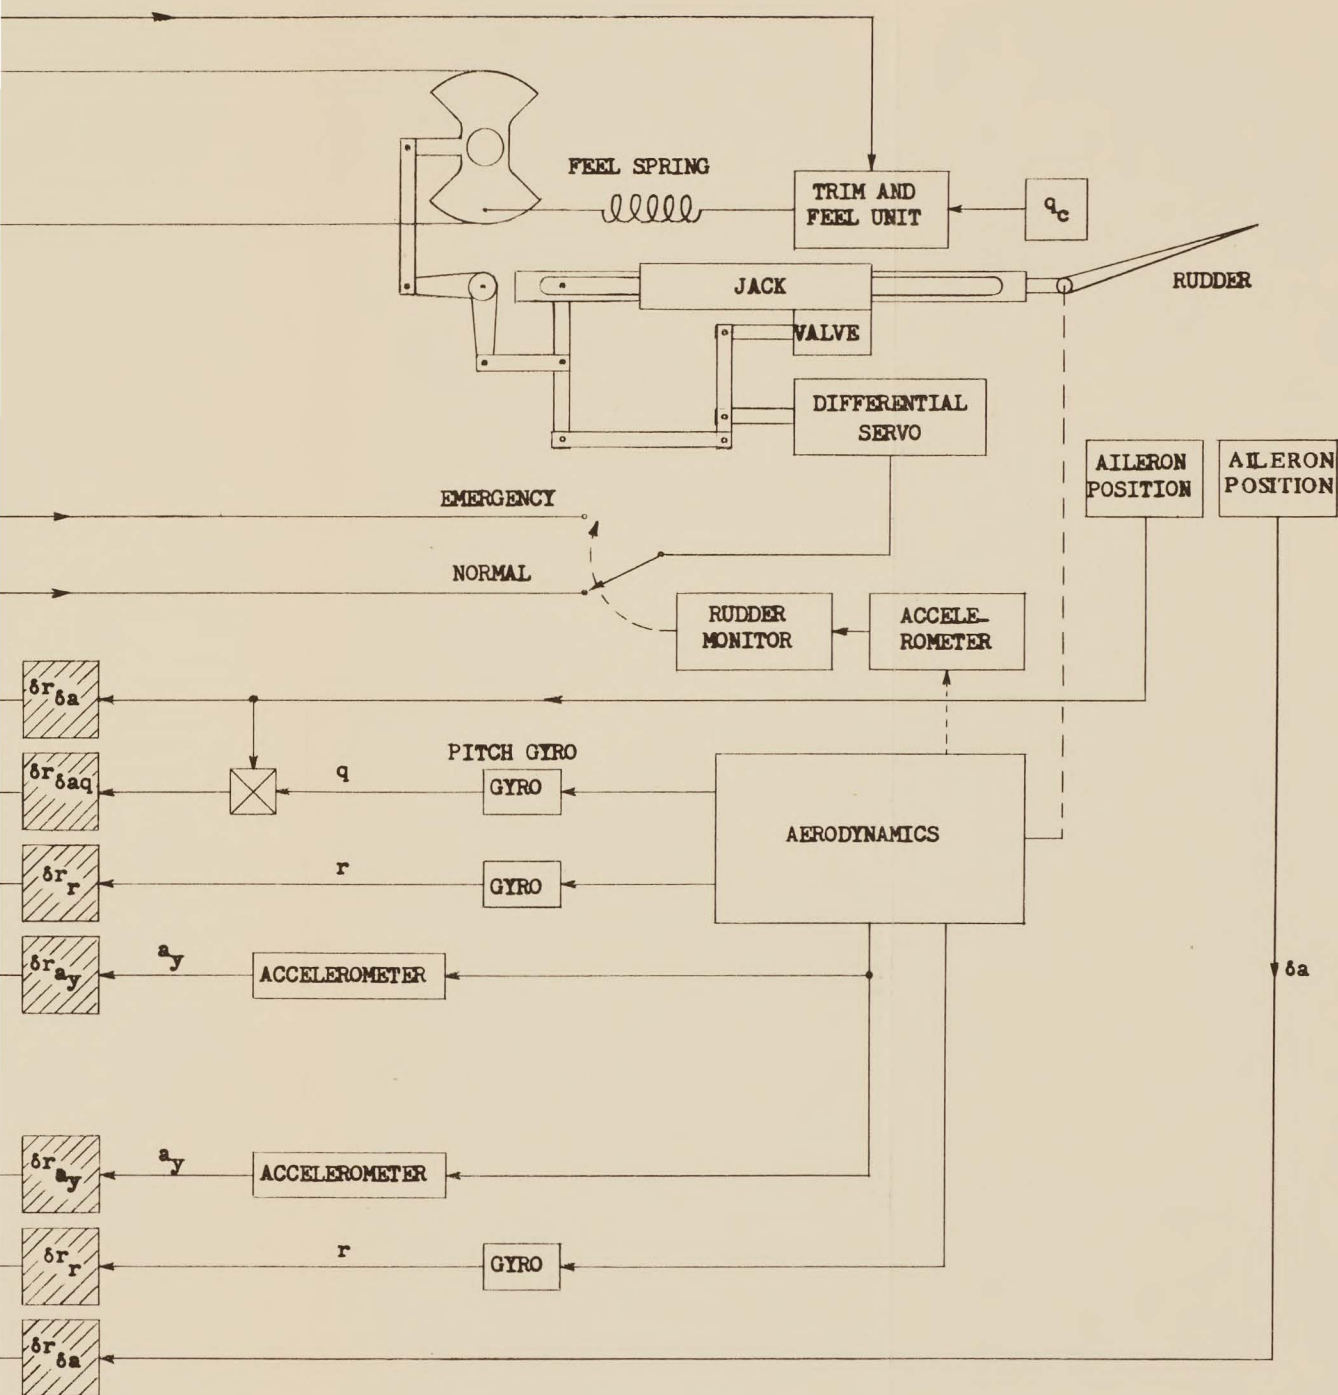 FEEL SPRING
TRIM AND
FEEL UNIT
q_c
JACK
RUDDER
VALVE
DIFFERENTIAL
SERVO
AILERON
POSITION
AILERON
POSITION
EMERGENCY
NORMAL
RUDDER
MONITOR
ACCELE-
ROMETER
δr_δa
PITCH GYRO
δr_δaq
q
GYRO
AERODYNAMICS
δr_r
r
GYRO
δr_a_y
a_y
ACCELEROMETER
δa
δr_a_y
a_y
ACCELEROMETER
δr_r
r
GYRO
δr_δa